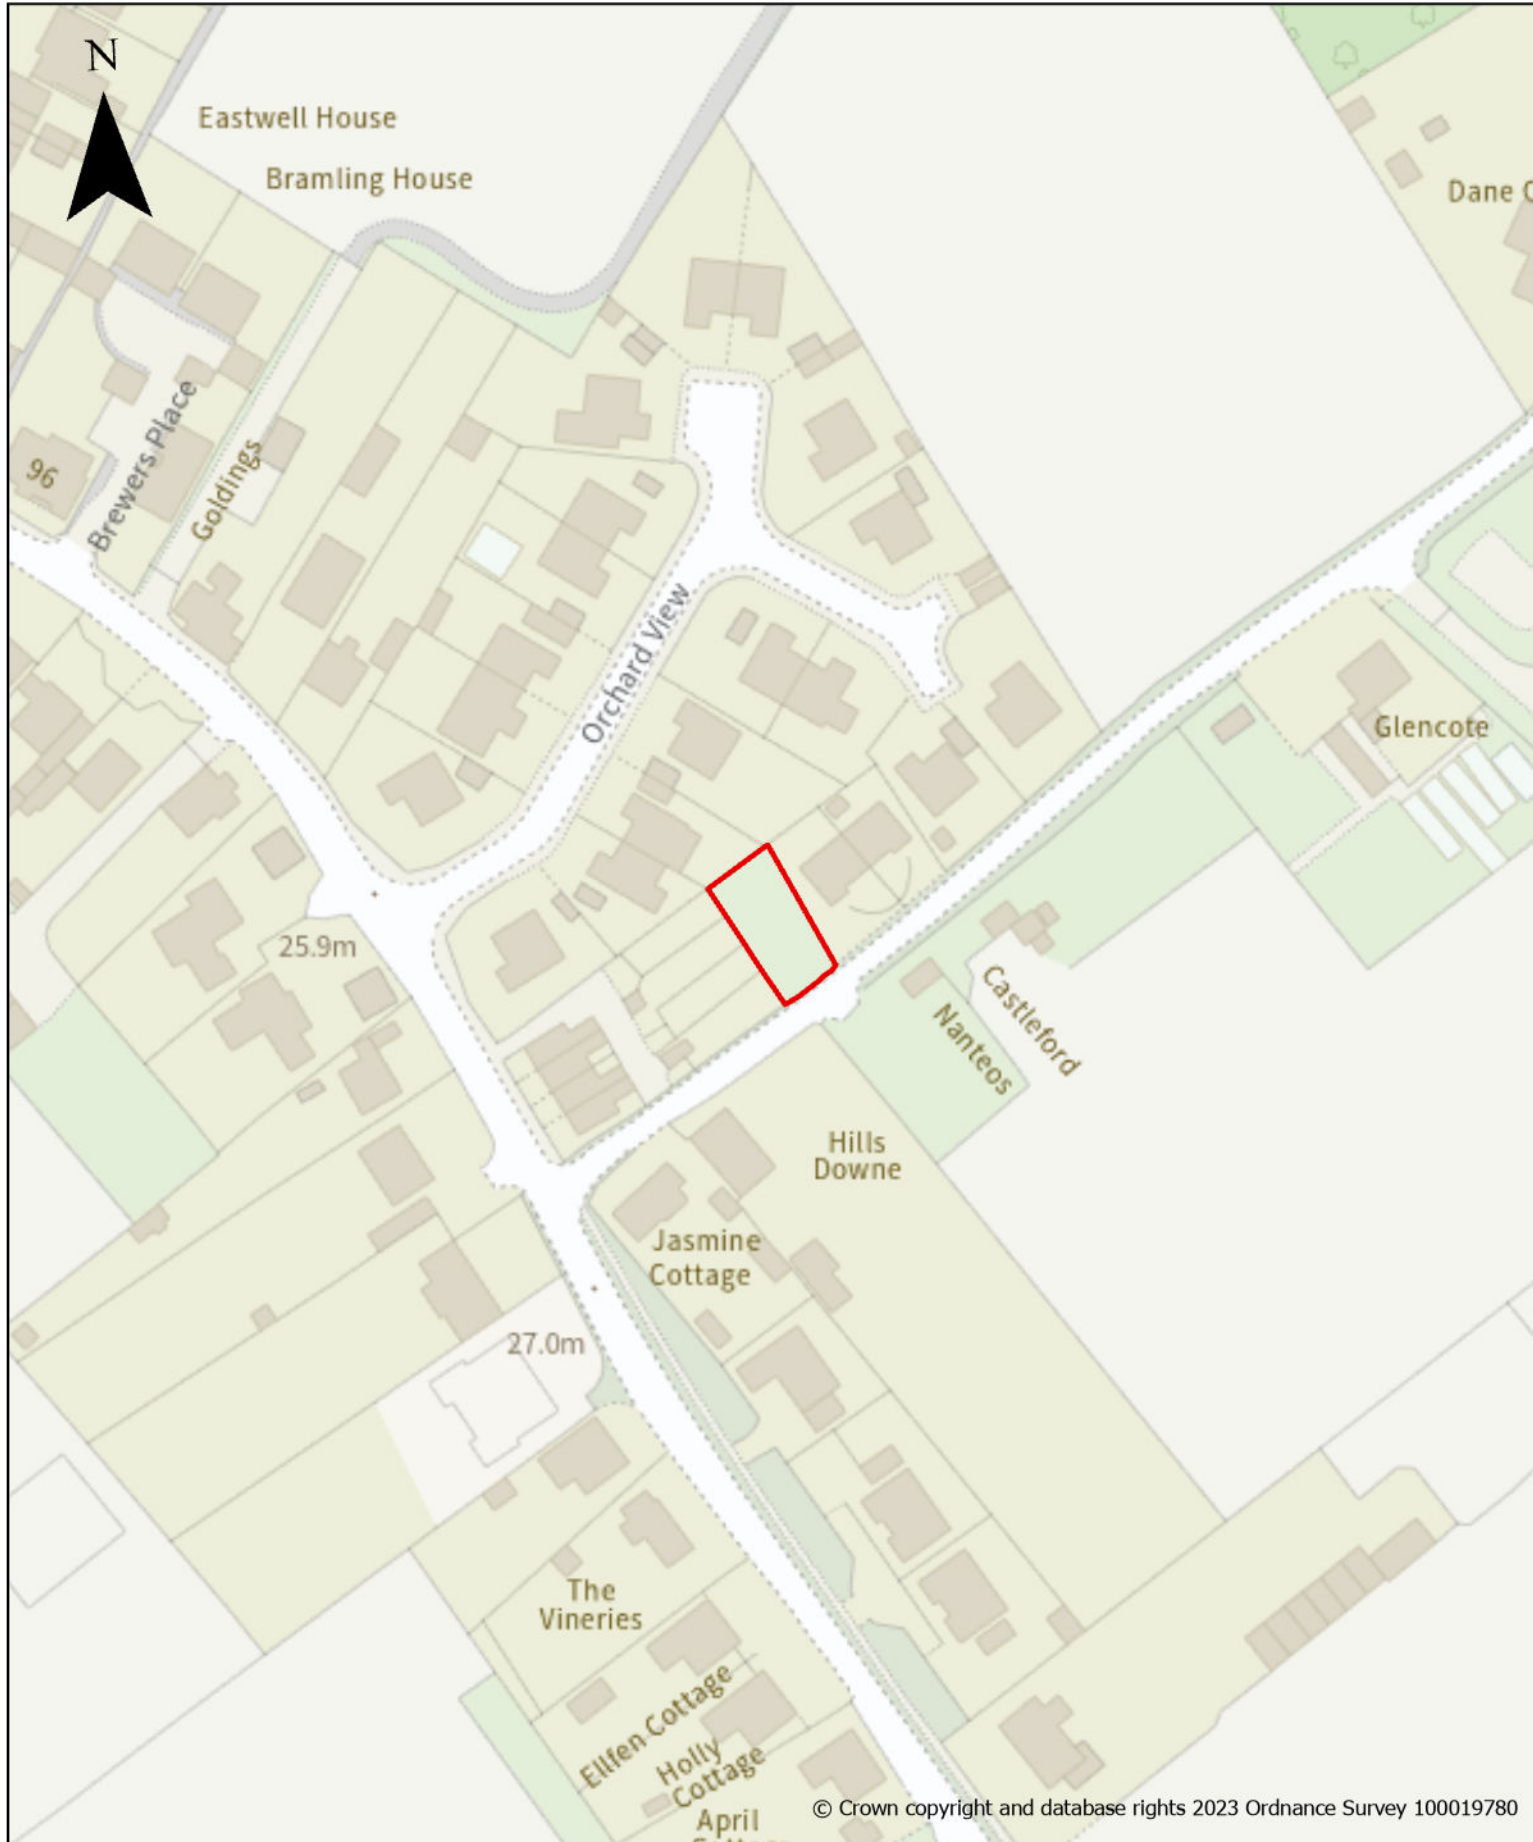 N
Eastwell House
Bramling House
Dane
96
Brewers Place
Goldings
Orchard View
Glencote
25.9m
Castleford
Nanteos
Hills
Downe
Jasmine
Cottage
27.0m
The
Vineries
Ellfen Cottage
Holly
Cottage
April
© Crown copyright and database rights 2023 Ordnance Survey 100019780